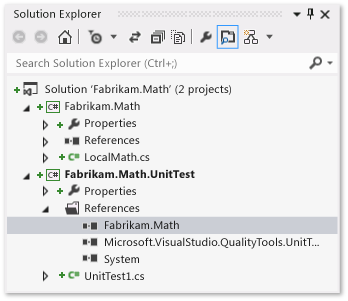 Solution Explorer
Search Solution Explorer (Ctrl+;)
Solution 'Fabrikam.Math' (2 projects)
C# Fabrikam.Math
Properties
References
C# LocalMath.cs
C# Fabrikam.Math.UnitTest
Properties
References
Fabrikam.Math
Microsoft.VisualStudio.QualityTools.UnitT...
System
C# UnitTest1.cs